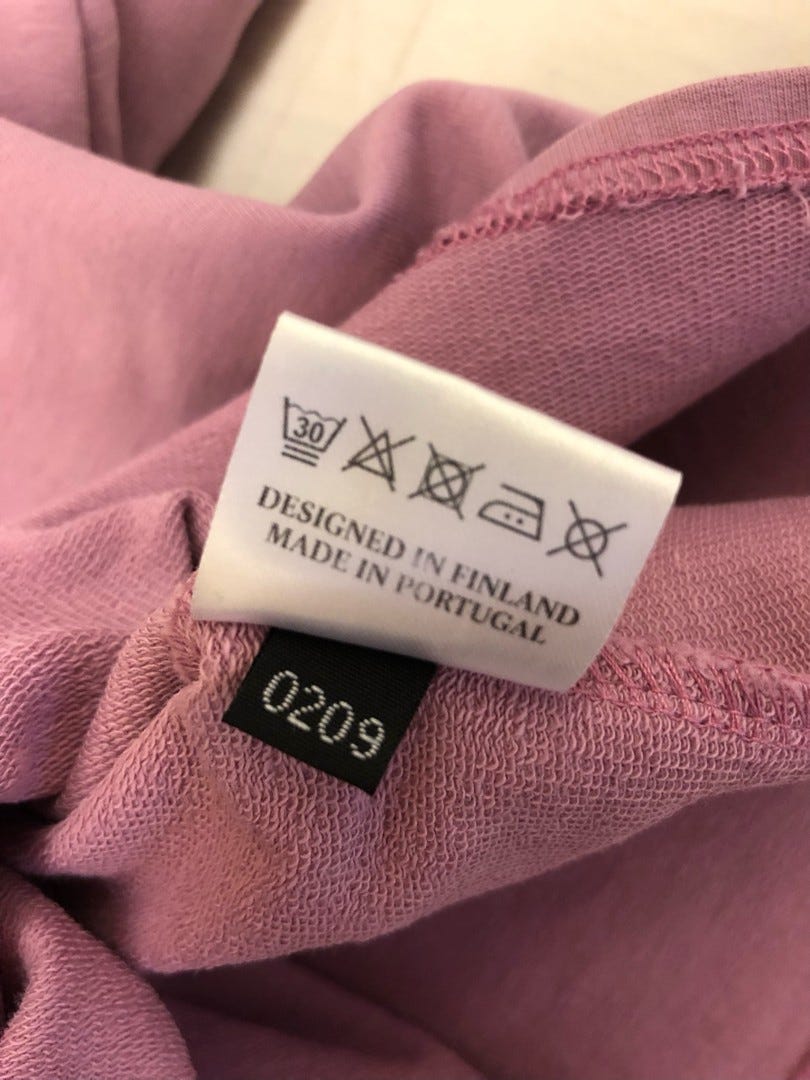 30
DESIGNED IN FINLAND
MADE IN PORTUGAL
0209